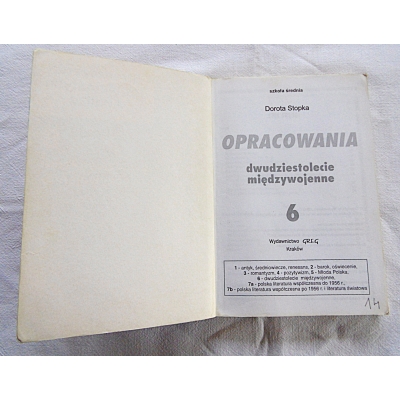 szkoła średnia
Dorota Stopka
OPRACOWANIA
dwudziestolecie
międzywojenne
6
Wydawnictwo GREG
Kraków
1 - antyk, średniowiecze, renesans, 2 - barok, oświecenie,
3 - romantyzm, 4 - pozytywizm, 5 - Młoda Polska,
6 - dwudziestolecie międzywojenne,
7a - polska literatura współczesna do 1956 r.,
7b - polska literatura współczesna po 1956 r. i literatura światowa
14